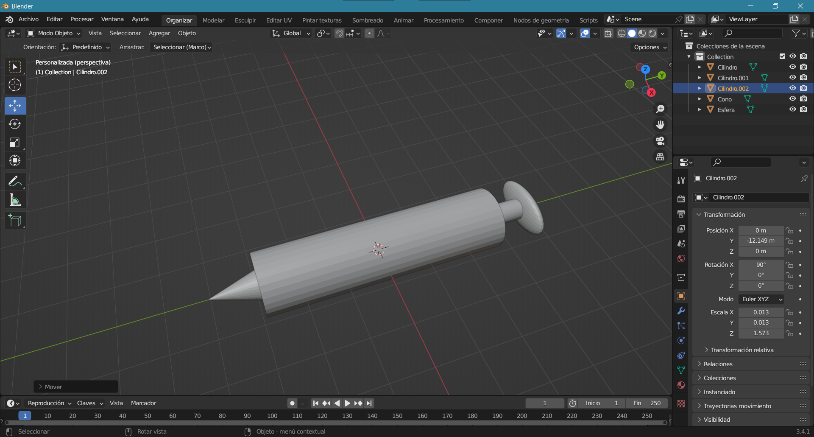 Blender
Archivo Editar Procesar Ventana Ayuda Organizar Modelar Esculpir Editar UV Pintar texturas Sombreado Animar Procesamiento Componer Nodos de geometría Scripts Scene ViewLayer
Modo Objeto Vista Seleccionar Agregar Objeto Global
Orientación: Predefinido Arrastrar: Seleccionar (Marco) Opciones
Personalizada (perspectiva)
(1) Collection | Cilindro.002
Z
Y
X
Mover
Colecciones de la escena
Collection
Cilindro
Cilindro.001
Cilindro.002
Cono
Esfera
Cilindro.002
Cilindro.002
Transformación
Posición X 0 m
Y -12.149 m
Z 0 m
Rotación X 90°
Y 0°
Z 0°
Modo Euler XYZ
Escala X 0.013
Y 0.013
Z 1.573
Transformación relativa
Relaciones
Colecciones
Instanciado
Trayectorias movimiento
Visibilidad
Reproducción Claves Vista Marcador 1 Inicio 1 Fin 250
1 10 20 30 40 50 60 70 80 90 100 110 120 130 140 150 160 170 180 190 200 210 220 230 240 250
Seleccionar Rotar vista Objeto - menú contextual 3.4.1